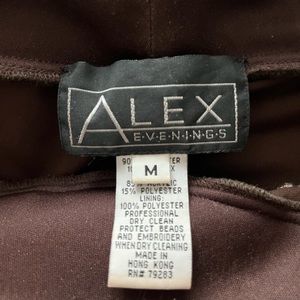 ALEX
E·V·E·N·I·N·G·S
M
15% POLYESTER
LINING:
100% POLYESTER
PROFESSIONAL
DRY CLEAN
PROTECT BEADS
AND EMBROIDERY
WHEN DRY CLEANING
MADE IN
HONG KONG
RN# 79283